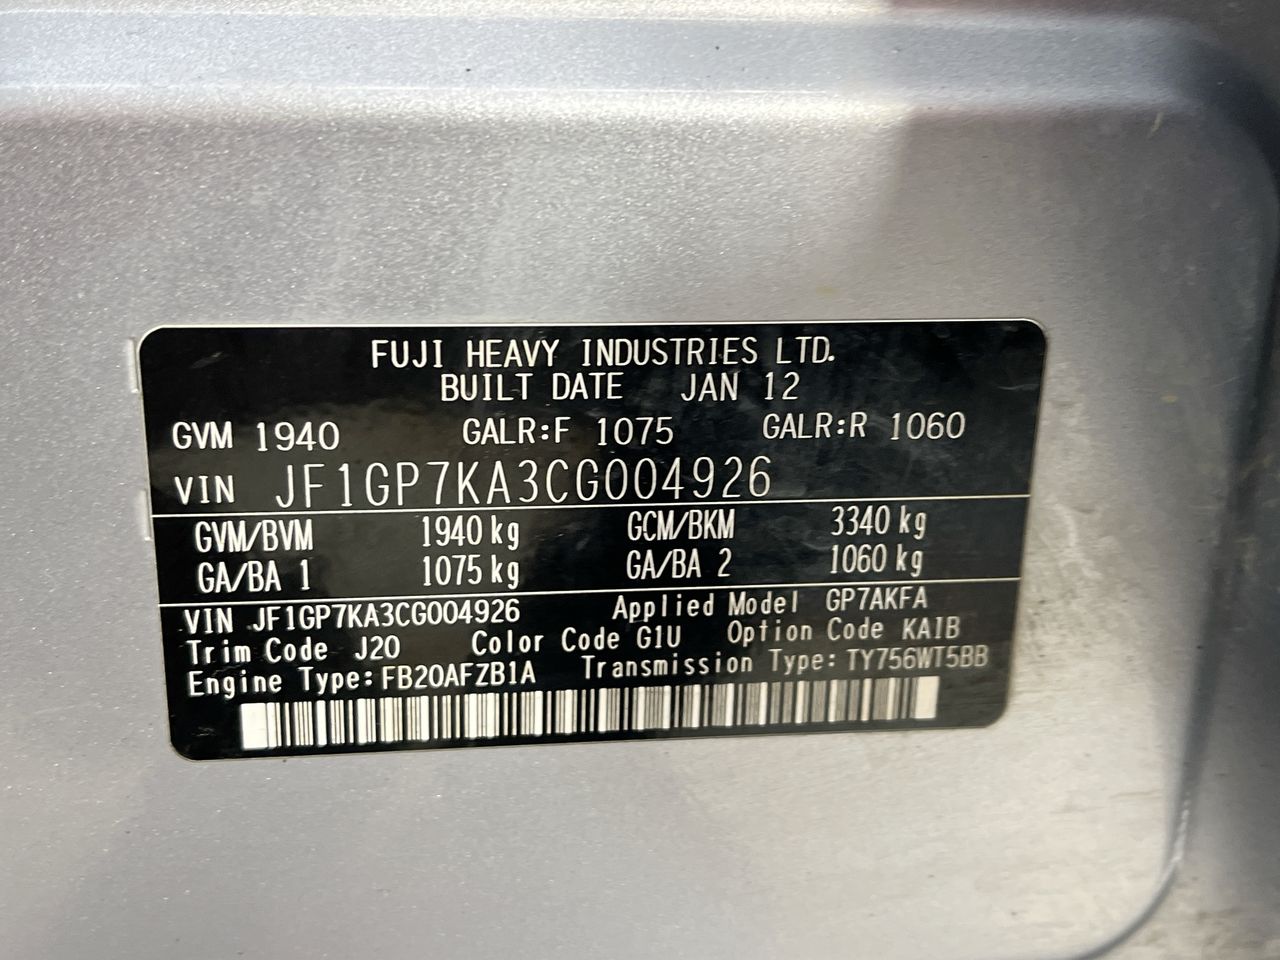 FUJI HEAVY INDUSTRIES LTD.
BUILT DATE JAN 12
GVM 1940 GALR:F 1075 GALR:R 1060
VIN JF1GP7KA3CG004926
GVM/BVM 1940 kg GCM/BKM 3340 kg
GA/BA 1 1075 kg GA/BA 2 1060 kg
VIN JF1GP7KA3CG004926 Applied Model GP7AKFA
Trim Code J20 Color Code G1U Option Code KAIB
Engine Type: FB20AFZB1A Transmission Type: TY756WT5BB